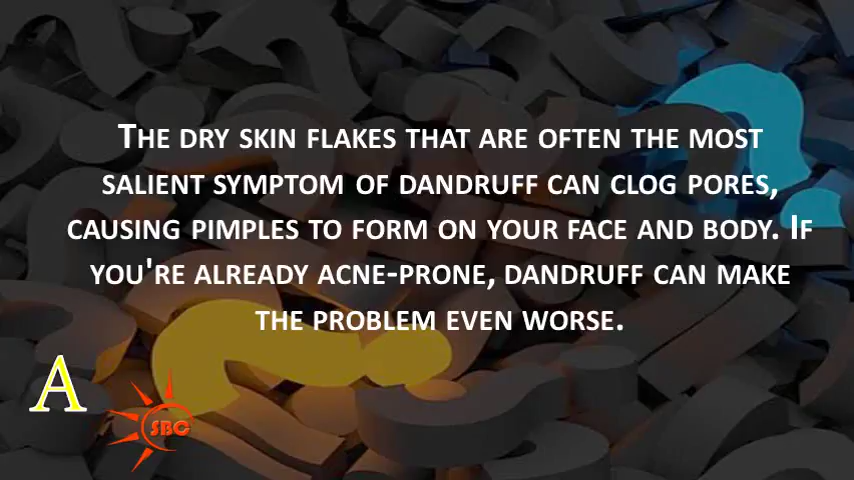 The dry skin flakes that are often the most
salient symptom of dandruff can clog pores,
causing pimples to form on your face and body. If
you're already acne-prone, dandruff can make
the problem even worse.
A
SBC